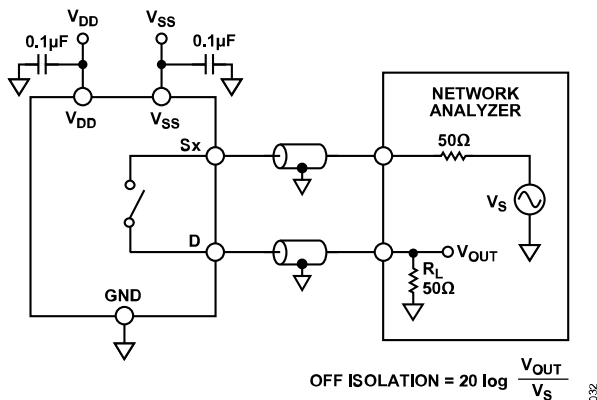 VDD
VSS
0.1µF
0.1µF
VDD
VSS
NETWORK
ANALYZER
Sx
50Ω
VS
D
VOUT
RL
50Ω
GND
OFF ISOLATION = 20 log VOUT
VS
032